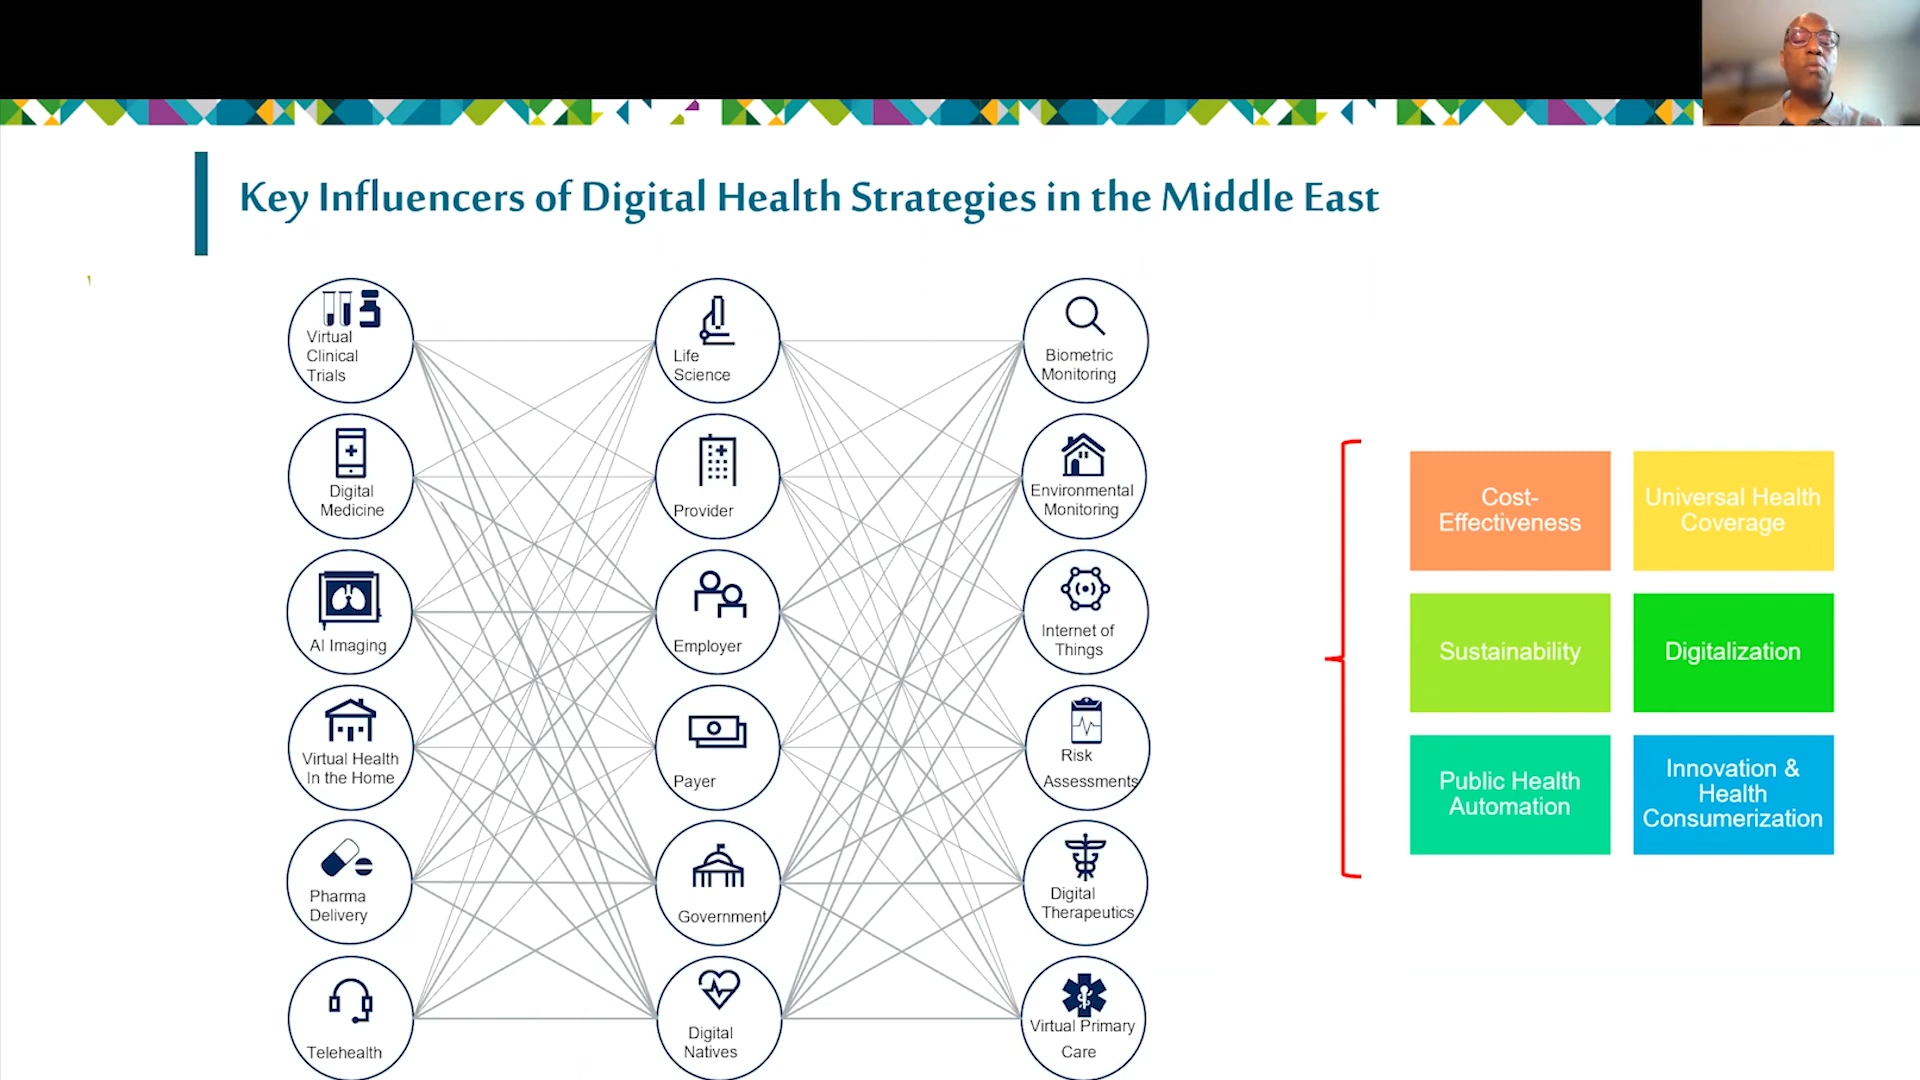 Key Influencers of Digital Health Strategies in the Middle East
Virtual
Clinical
Trials
Life
Science
Biometric
Monitoring
Digital
Medicine
Provider
Environmental
Monitoring
AI Imaging
Employer
Internet of
Things
Virtual Health
In the Home
Payer
Risk
Assessments
Pharma
Delivery
Government
Digital
Therapeutics
Telehealth
Digital
Natives
Virtual Primary
Care
Cost-
Effectiveness
Universal Health
Coverage
Sustainability
Digitalization
Public Health
Automation
Innovation &
Health
Consumerization